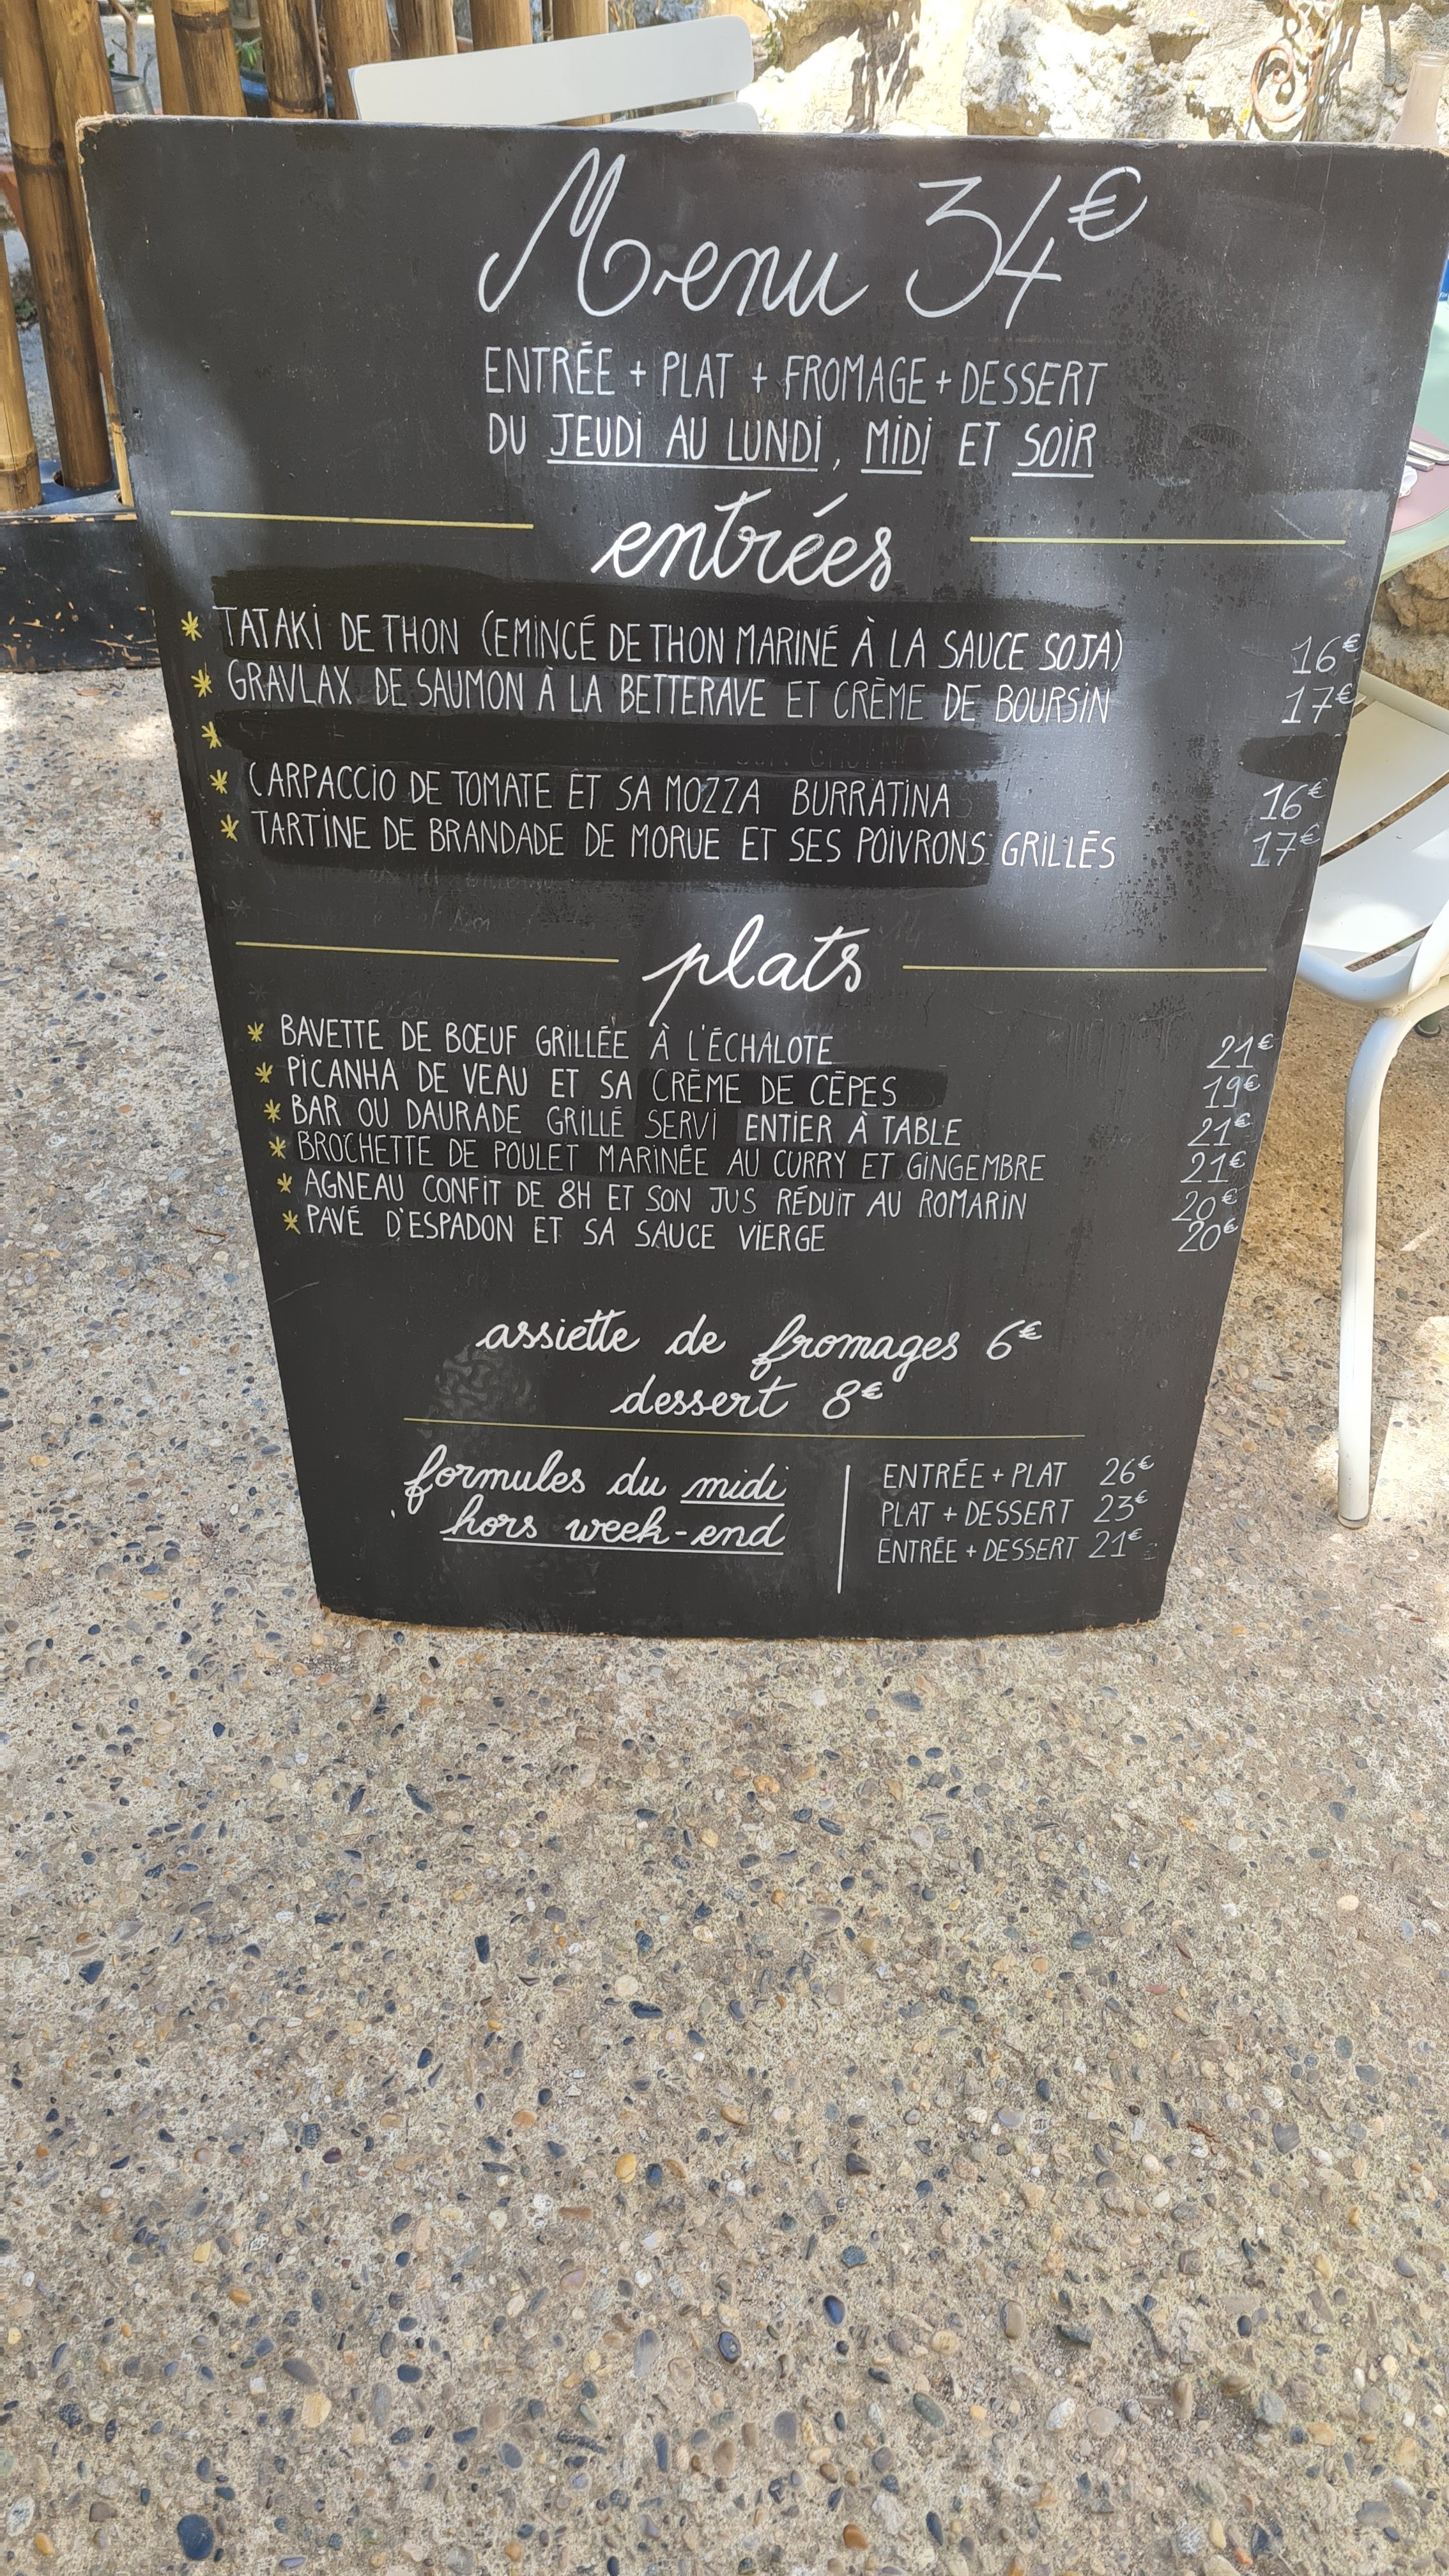 Menu 34€
ENTRÉE + PLAT + FROMAGE + DESSERT
DU JEUDI AU LUNDI, MIDI ET SOIR
entrées
* TATAKI DE THON (EMINCÉ DE THON MARINÉ À LA SAUCE SOJA) 16€
* GRAVLAX DE SAUMON À LA BETTERAVE ET CRÈME DE BOURSIN 17€
*
* CARPACCIO DE TOMATE ET SA MOZZA BURRATINA 16€
* TARTINE DE BRANDADE DE MORUE ET SES POIVRONS GRILLÉS 17€
plats
* BAVETTE DE BŒUF GRILLÉE À L'ÉCHALOTE 21€
* PICANHA DE VEAU ET SA CRÈME DE CÈPES 19€
* BAR OU DAURADE GRILLÉ SERVI ENTIER À TABLE 21€
* BROCHETTE DE POULET MARINÉE AU CURRY ET GINGEMBRE 21€
* AGNEAU CONFIT DE 8H ET SON JUS RÉDUIT AU ROMARIN 20€
* PAVÉ D'ESPADON ET SA SAUCE VIERGE 20€
assiette de fromages 6€
dessert 8€
formules du midi
hors week-end
ENTRÉE + PLAT 26€
PLAT + DESSERT 23€
ENTRÉE + DESSERT 21€